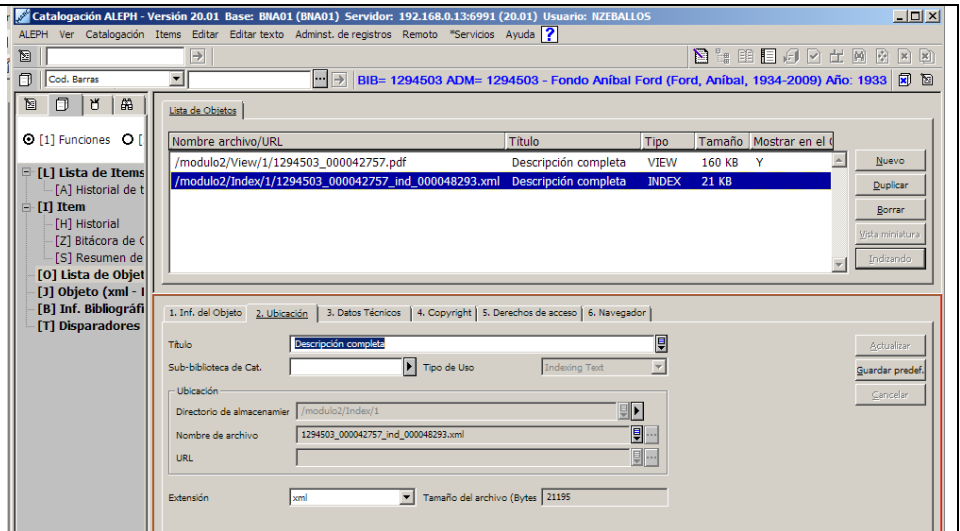 Catalogación ALEPH - Versión 20.01 Base: BNA01 (BNA01) Servidor: 192.168.0.13:6991 (20.01) Usuario: NZEBALLOS
ALEPH Ver Catalogación Items Editar Editar texto Adminst. de registros Remoto *Servicios Ayuda ?
Cod. Barras BIB= 1294503 ADM= 1294503 - Fondo Aníbal Ford (Ford, Aníbal, 1934-2009) Año: 1933
[1] Funciones [
[L] Lista de Items
[A] Historial de t
[I] Item
[H] Historial
[Z] Bitácora de C
[S] Resumen de
[O] Lista de Objet
[J] Objeto (xml - I
[B] Inf. Bibliográfi
[T] Disparadores
Lista de Objetos
Nombre archivo/URL Título Tipo Tamaño Mostrar en el
/modulo2/View/1/1294503_000042757.pdf Descripción completa VIEW 160 KB Y
/modulo2/Index/1/1294503_000042757_ind_000048293.xml Descripción completa INDEX 21 KB
Nuevo
Duplicar
Borrar
Vista miniatura
Indizando
1. Inf. del Objeto 2. Ubicación 3. Datos Técnicos 4. Copyright 5. Derechos de acceso 6. Navegador
Título Descripción completa
Sub-biblioteca de Cat. Tipo de Uso Indexing Text
Ubicación
Directorio de almacenamier /modulo2/Index/1
Nombre de archivo 1294503_000042757_ind_000048293.xml
URL
Extensión xml Tamaño del archivo (Bytes 21195
Actualizar
Guardar predef.
Cancelar